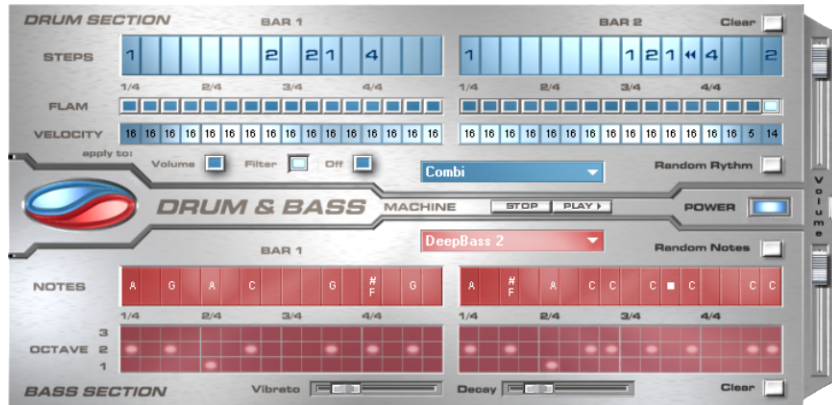 DRUM SECTION BAR 1 BAR 2 Clear
STEPS 1 2 2 1 4 1 1 2 1 ◂◂ 4 2
1/4 2/4 3/4 4/4 1/4 2/4 3/4 4/4
FLAM
VELOCITY 16 16 16 16 16 16 16 16 16 16 16 16 16 16 16 16 16 16 16 16 16 16 16 16 16 16 16 16 16 16 5 14
apply to: Volume Filter Off Combi Random Rythm
Volume
DRUM & BASS MACHINE STOP PLAY POWER
BAR 1 DeepBass 2 Random Notes
NOTES A G A C G # F G A # F A C C C C C C
1/4 2/4 3/4 4/4 1/4 2/4 3/4 4/4
3
OCTAVE 2
1
BASS SECTION Vibrato Decay Clear